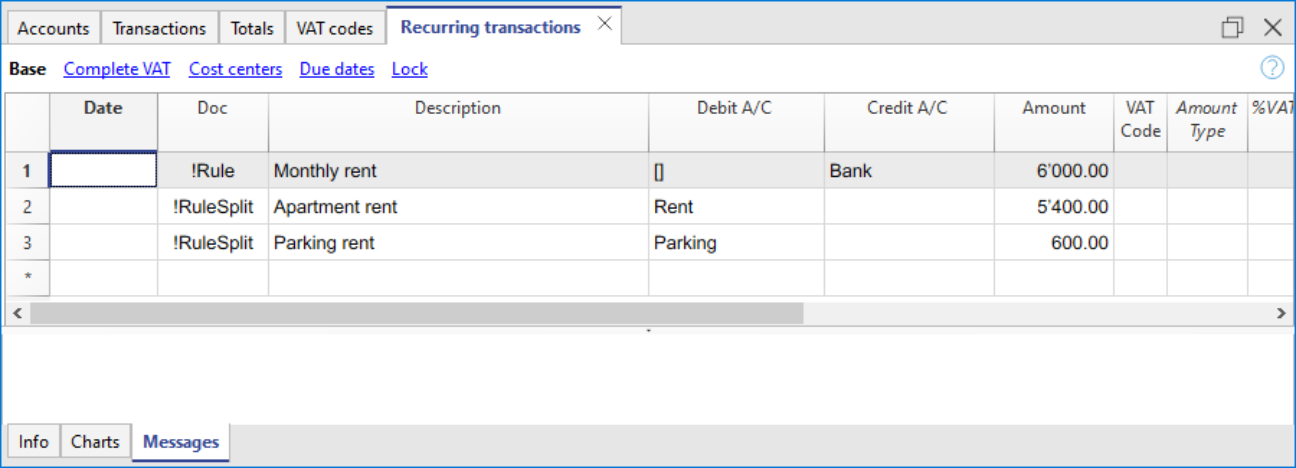 Accounts Transactions Totals VAT codes Recurring transactions
Base Complete VAT Cost centers Due dates Lock ?
Date Doc Description Debit A/C Credit A/C Amount VAT Code Amount Type %VAT
1 !Rule Monthly rent [] Bank 6’000.00
2 !RuleSplit Apartment rent Rent 5’400.00
3 !RuleSplit Parking rent Parking 600.00
*
Info Charts Messages